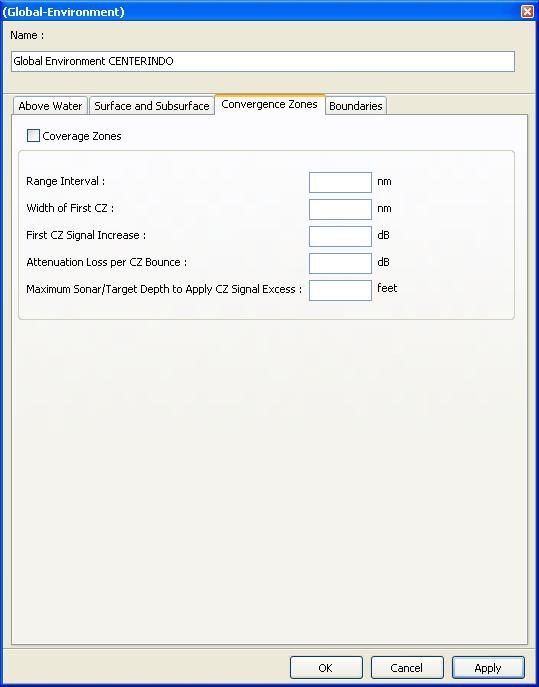 (Global-Environment)
Name :
Global Environment CENTERINDO
Above Water Surface and Subsurface Convergence Zones Boundaries
Coverage Zones
Range Interval : nm
Width of First CZ : nm
First CZ Signal Increase : dB
Attenuation Loss per CZ Bounce : dB
Maximum Sonar/Target Depth to Apply CZ Signal Excess : feet
OK Cancel Apply